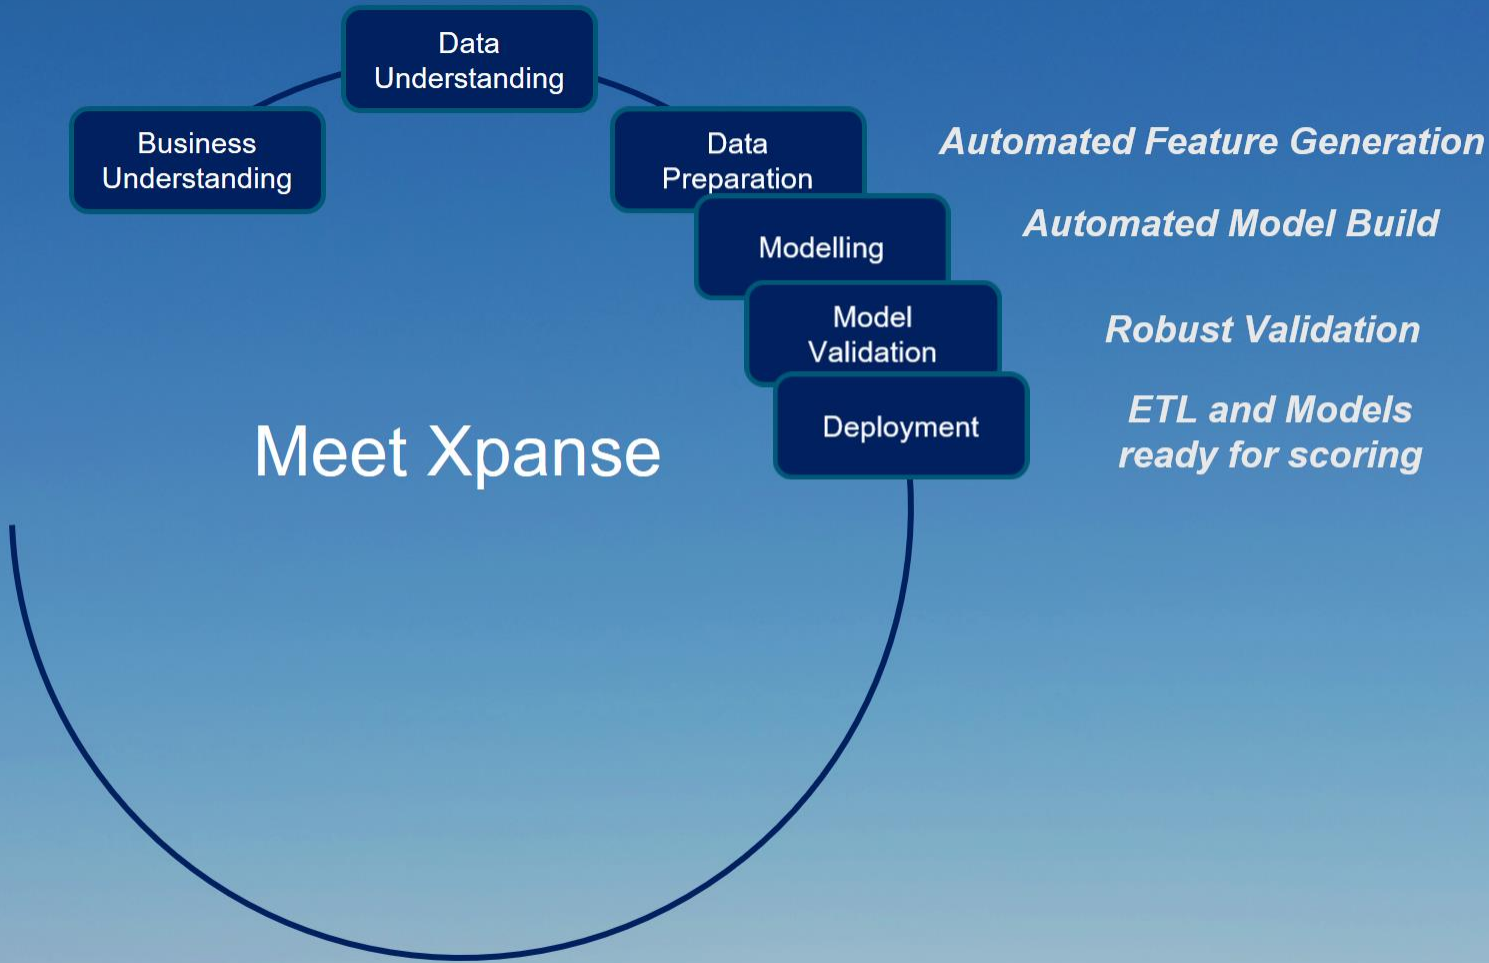 Data
Understanding
Business
Understanding
Data
Preparation
Automated Feature Generation
Modelling
Automated Model Build
Model
Validation
Robust Validation
Deployment
ETL and Models
ready for scoring
Meet Xpanse